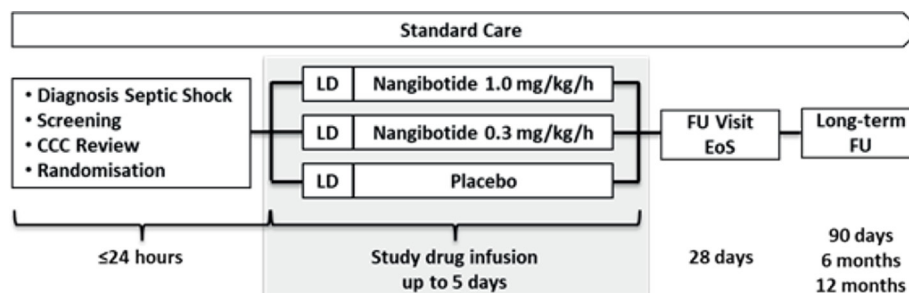 Standard Care
• Diagnosis Septic Shock
• Screening
• CCC Review
• Randomisation
LD Nangibotide 1.0 mg/kg/h
LD Nangibotide 0.3 mg/kg/h
LD Placebo
FU Visit
EoS
Long-term
FU
≤24 hours
Study drug infusion
up to 5 days
28 days
90 days
6 months
12 months